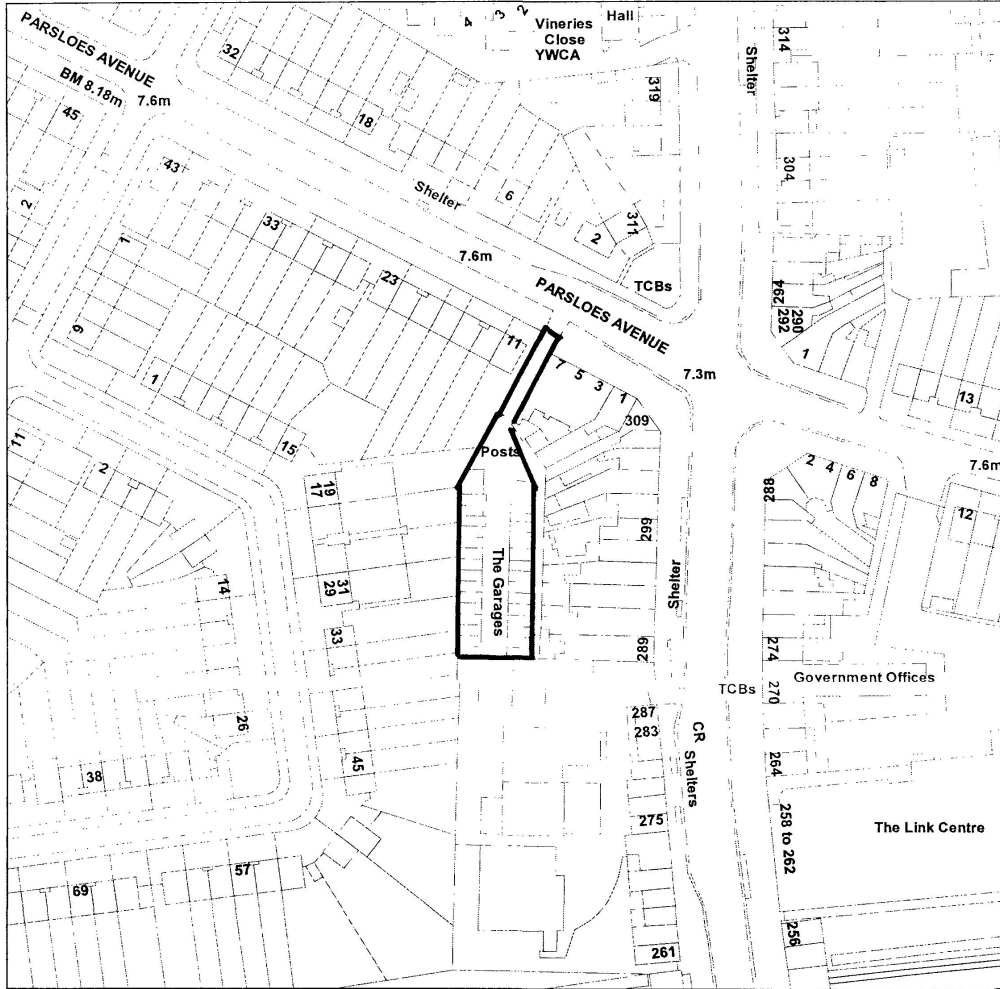 4
3
2
Vineries
Close
YWCA
Hall
PARSLOES AVENUE
BM 8.18m
7.6m
32
18
319
Shelter
314
304
45
43
2
Shelter
6
2
311
33
7.6m
23
TCBs
PARSLOES AVENUE
294
292
290
1
1
9
11
7
5
3
1
309
7.3m
1
15
13
7.6m
11
2
Posts
2
4
6
8
288
12
19
17
299
The Garages
Shelter
14
31
29
33
289
274
TCBs
270
Government Offices
26
287
283
CR
Shelters
45
264
38
275
258 to 262
The Link Centre
57
69
256
261